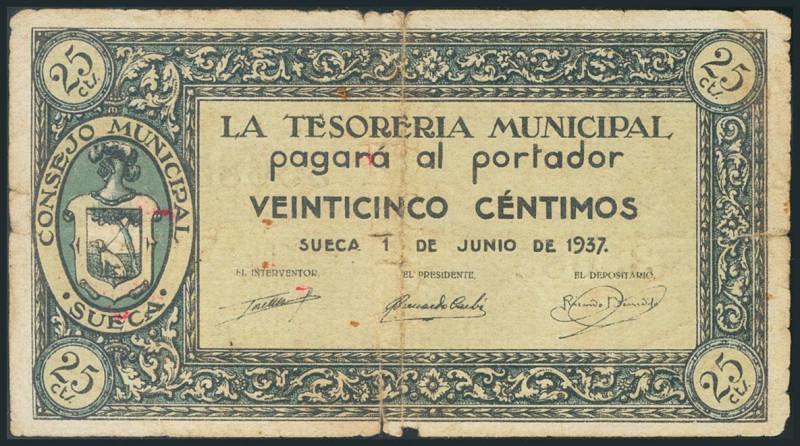 25 cts.
25 cts.
CONSEJO MUNICIPAL
· SUECA ·
LA TESORERIA MUNICIPAL
pagará al portador
VEINTICINCO CÉNTIMOS
SUECA 1 DE JUNIO DE 1937.
EL INTERVENTOR,
EL PRESIDENTE,
EL DEPOSITARIO,
25 cts.
25 cts.